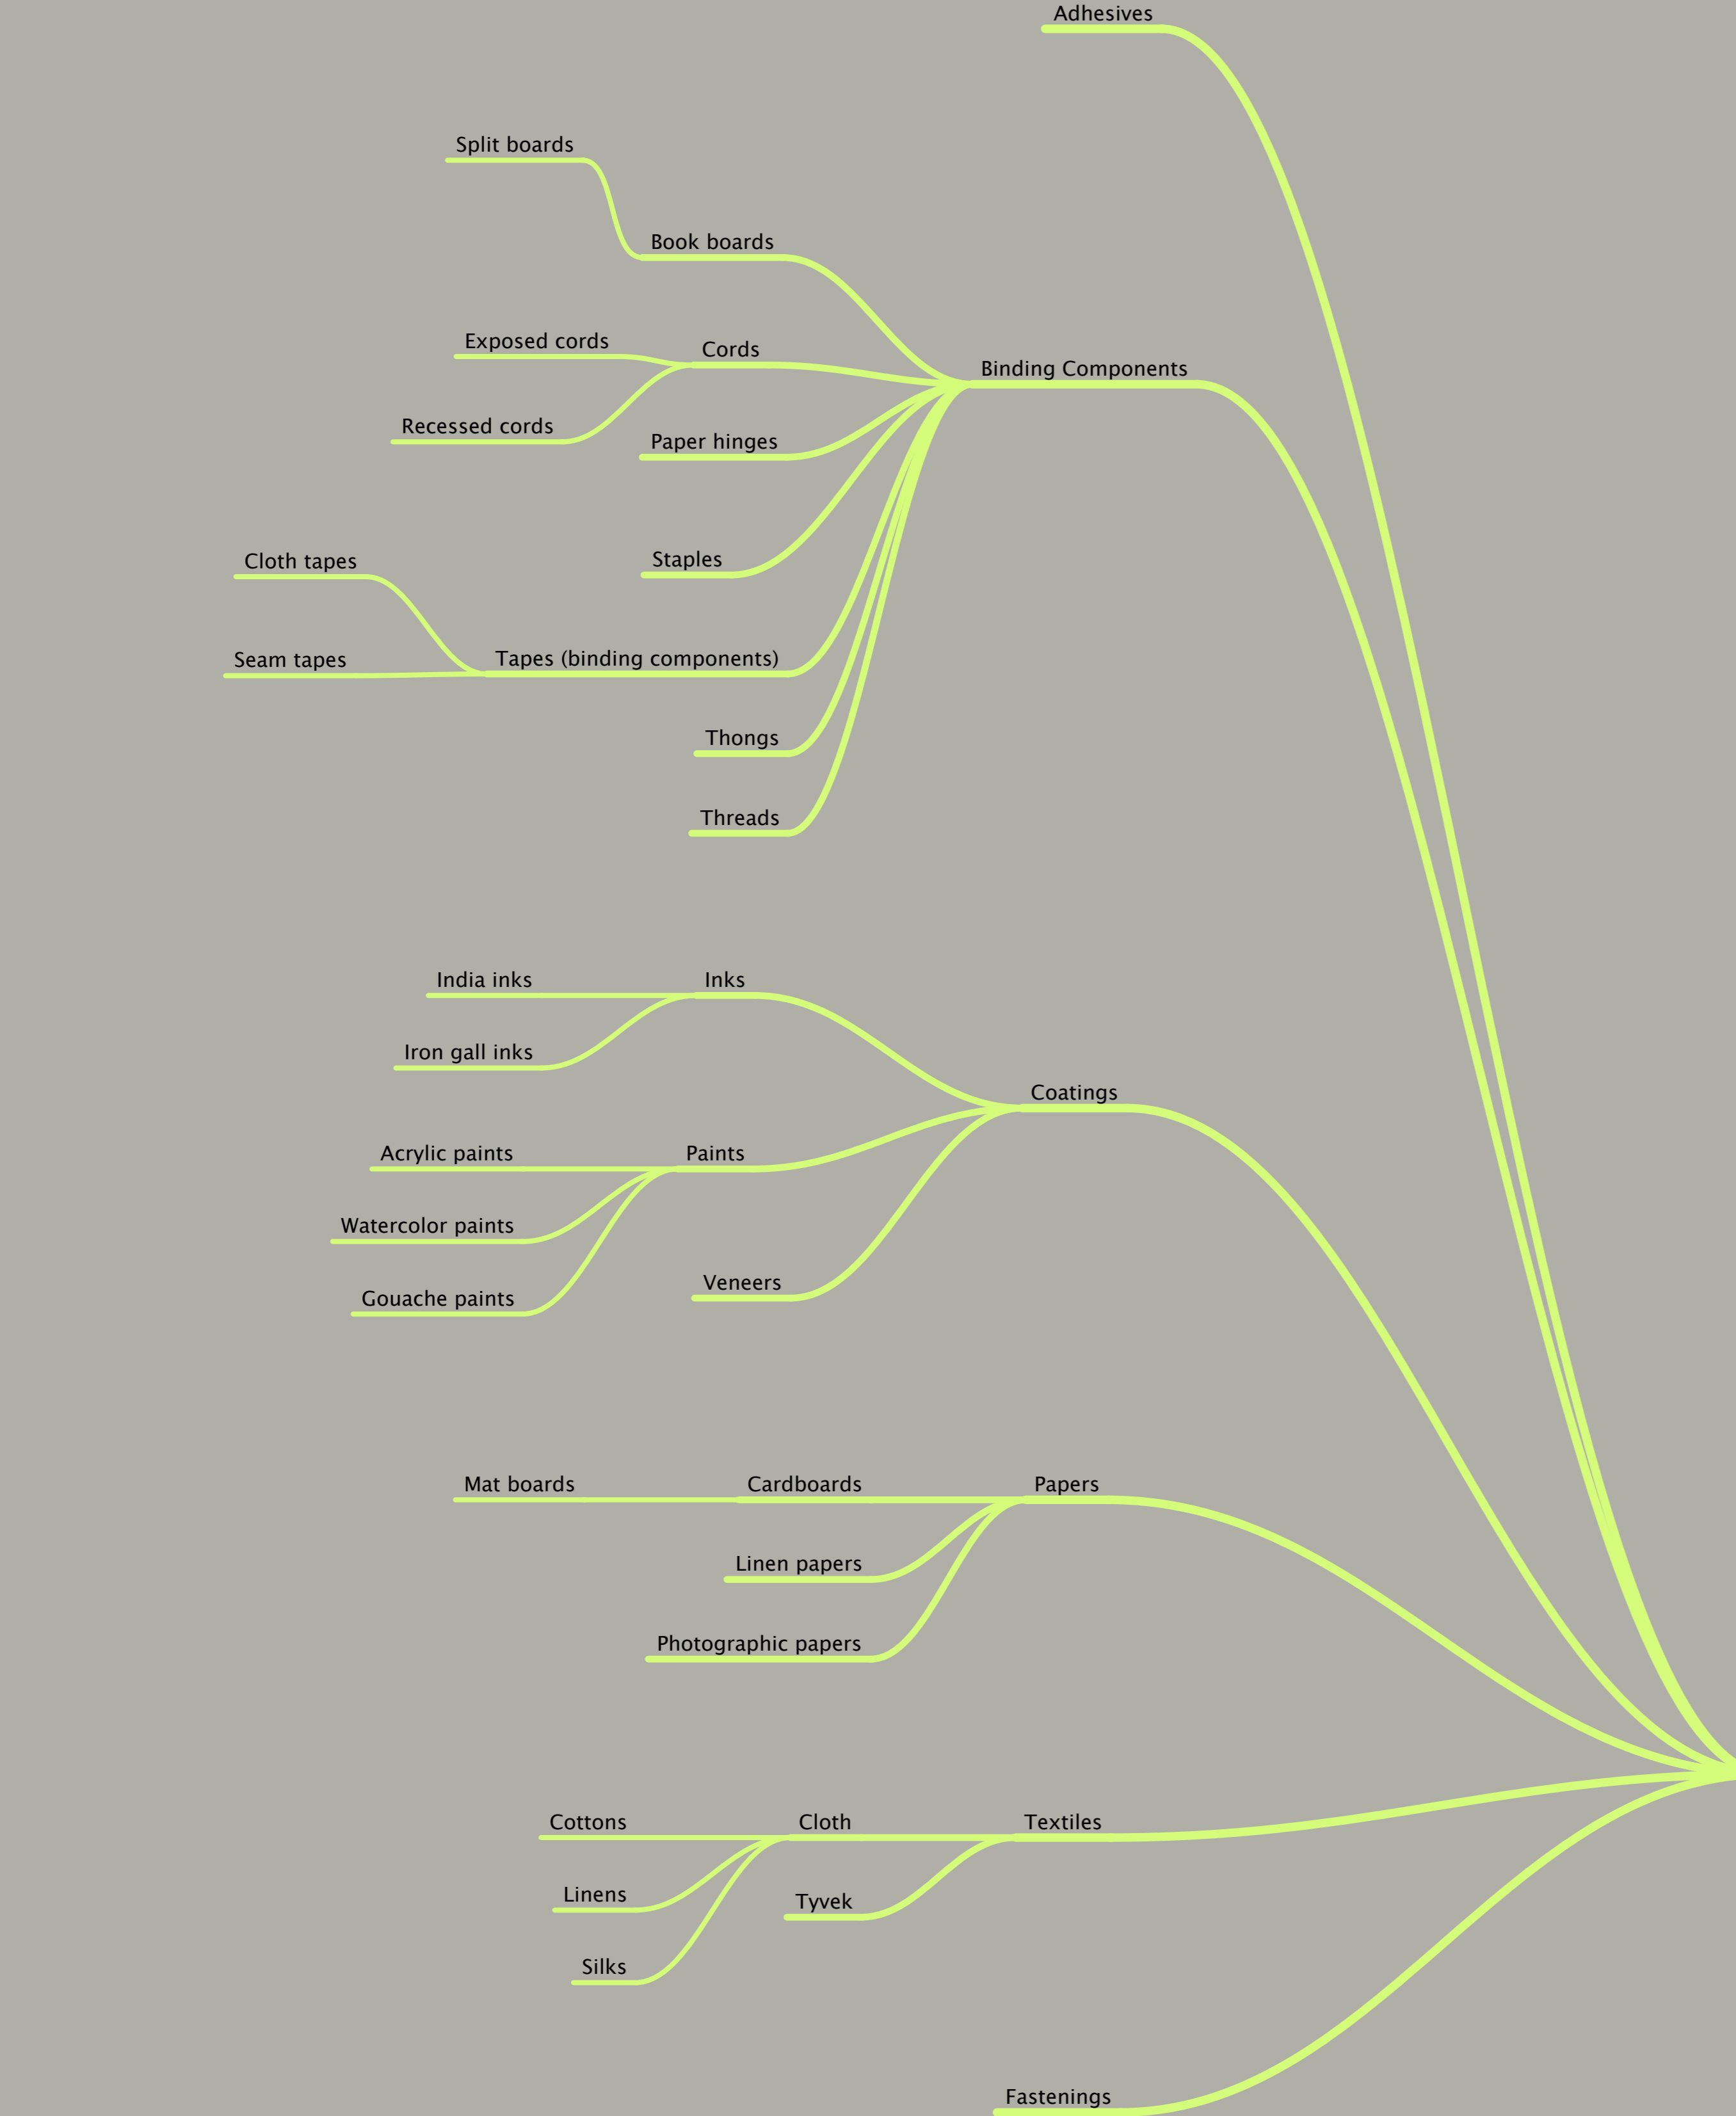 Adhesives
Split boards
Book boards
Exposed cords
Cords
Binding Components
Recessed cords
Paper hinges
Staples
Cloth tapes
Seam tapes
Tapes (binding components)
Thongs
Threads
India inks
Inks
Iron gall inks
Coatings
Acrylic paints
Paints
Watercolor paints
Gouache paints
Veneers
Mat boards
Cardboards
Papers
Linen papers
Photographic papers
Cottons
Cloth
Textiles
Linens
Tyvek
Silks
Fastenings